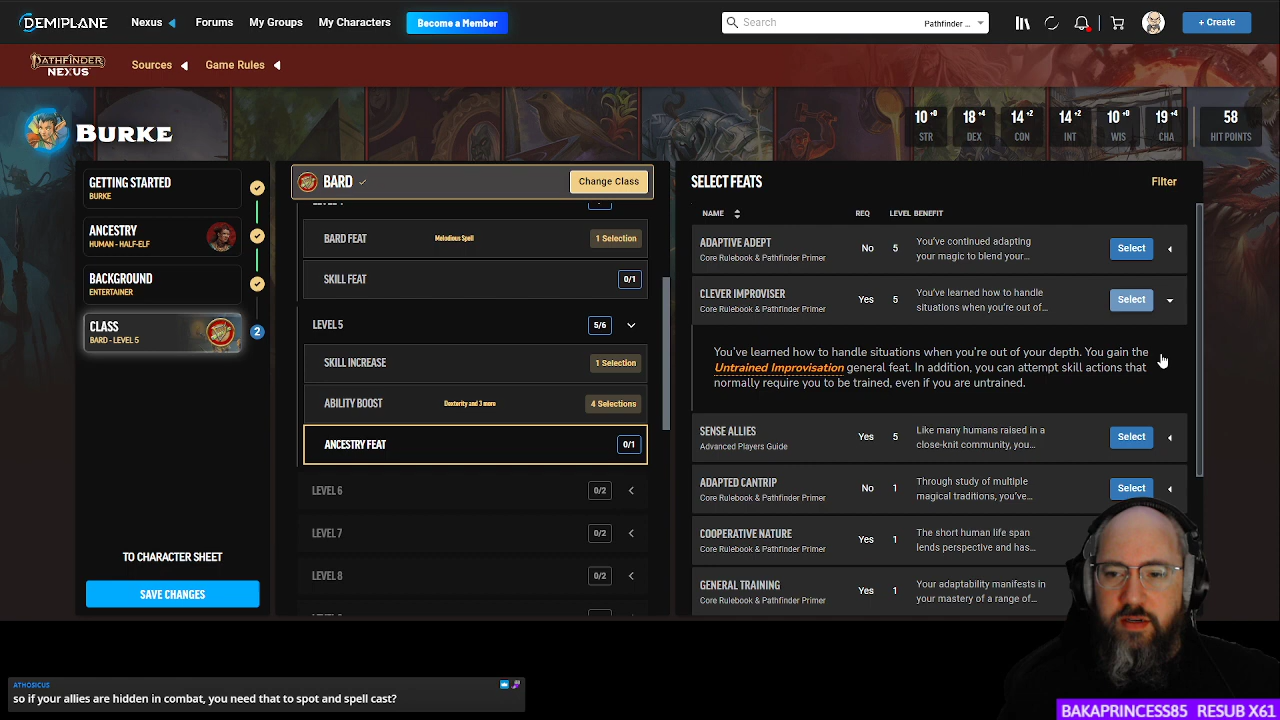 DEMIPLANE Nexus Forums My Groups My Characters Become a Member Search Pathfinder ... + Create
PATHFINDER
NEXUS
Sources Game Rules
BURKE
10 +0 18 +4 14 +2 14 +2 10 +0 19 +4 58
STR DEX CON INT WIS CHA HIT POINTS
GETTING STARTED
BURKE
ANCESTRY
HUMAN - HALF-ELF
BACKGROUND
ENTERTAINER
CLASS
BARD - LEVEL 5
2
TO CHARACTER SHEET
SAVE CHANGES
BARD Change Class
BARD FEAT Melodious Spell 1 Selection
SKILL FEAT 0/1
LEVEL 5 5/6
SKILL INCREASE 1 Selection
ABILITY BOOST Dexterity and 3 more 4 Selections
ANCESTRY FEAT 0/1
LEVEL 6 0/2
LEVEL 7 0/2
LEVEL 8 0/2
SELECT FEATS Filter
NAME REQ LEVEL BENEFIT
ADAPTIVE ADEPT
Core Rulebook & Pathfinder Primer
No 5
You've continued adapting
your magic to blend your...
Select
CLEVER IMPROVISER
Core Rulebook & Pathfinder Primer
Yes 5
You've learned how to handle
situations when you're out of...
Select
You've learned how to handle situations when you're out of your depth. You gain the
Untrained Improvisation general feat. In addition, you can attempt skill actions that
normally require you to be trained, even if you are untrained.
SENSE ALLIES
Advanced Players Guide
Yes 5
Like many humans raised in a
close-knit community, you...
Select
ADAPTED CANTRIP
Core Rulebook & Pathfinder Primer
No 1
Through study of multiple
magical traditions, you've...
Select
COOPERATIVE NATURE
Core Rulebook & Pathfinder Primer
Yes 1
The short human life span
lends perspective and has...
GENERAL TRAINING
Core Rulebook & Pathfinder Primer
Yes 1
Your adaptability manifests in
your mastery of a range of...
ATHOSICUS
so if your allies are hidden in combat, you need that to spot and spell cast?
BAKAPRINCESS85 RESUB X61